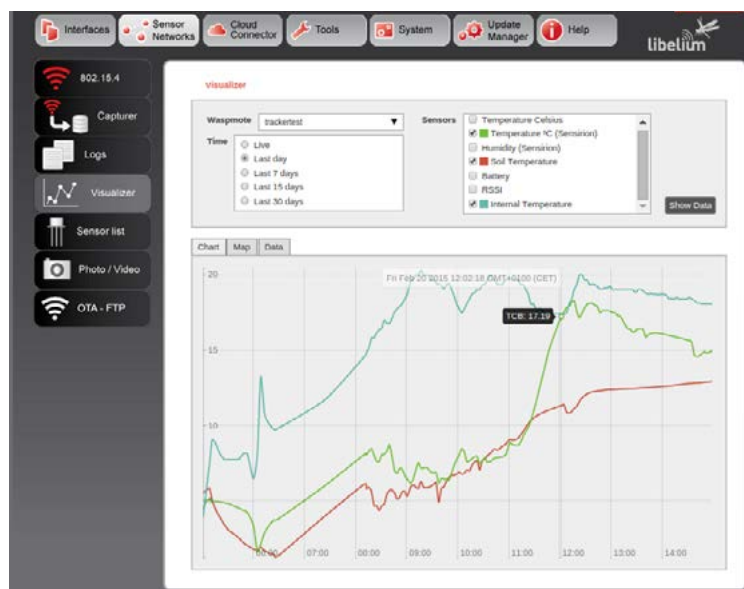 Interfaces
Sensor Networks
Cloud Connector
Tools
System
Update Manager
Help
libelium
802.15.4
Capturer
Logs
Visualizer
Sensor list
Photo / Video
OTA - FTP
Visualizer
Waspmote trackertest
Time
Live
Last day
Last 7 days
Last 15 days
Last 30 days
Sensors
Temperature Celsius
Temperature ºC (Sensirion)
Humidity (Sensirion)
Soil Temperature
Battery
RSSI
Internal Temperature
Show Data
Chart Map Data
Fri Feb 20 2015 12:02:18 GMT+0100 (CET)
TCB: 17.19
20
15
10
06:00 07:00 08:00 09:00 10:00 11:00 12:00 13:00 14:00